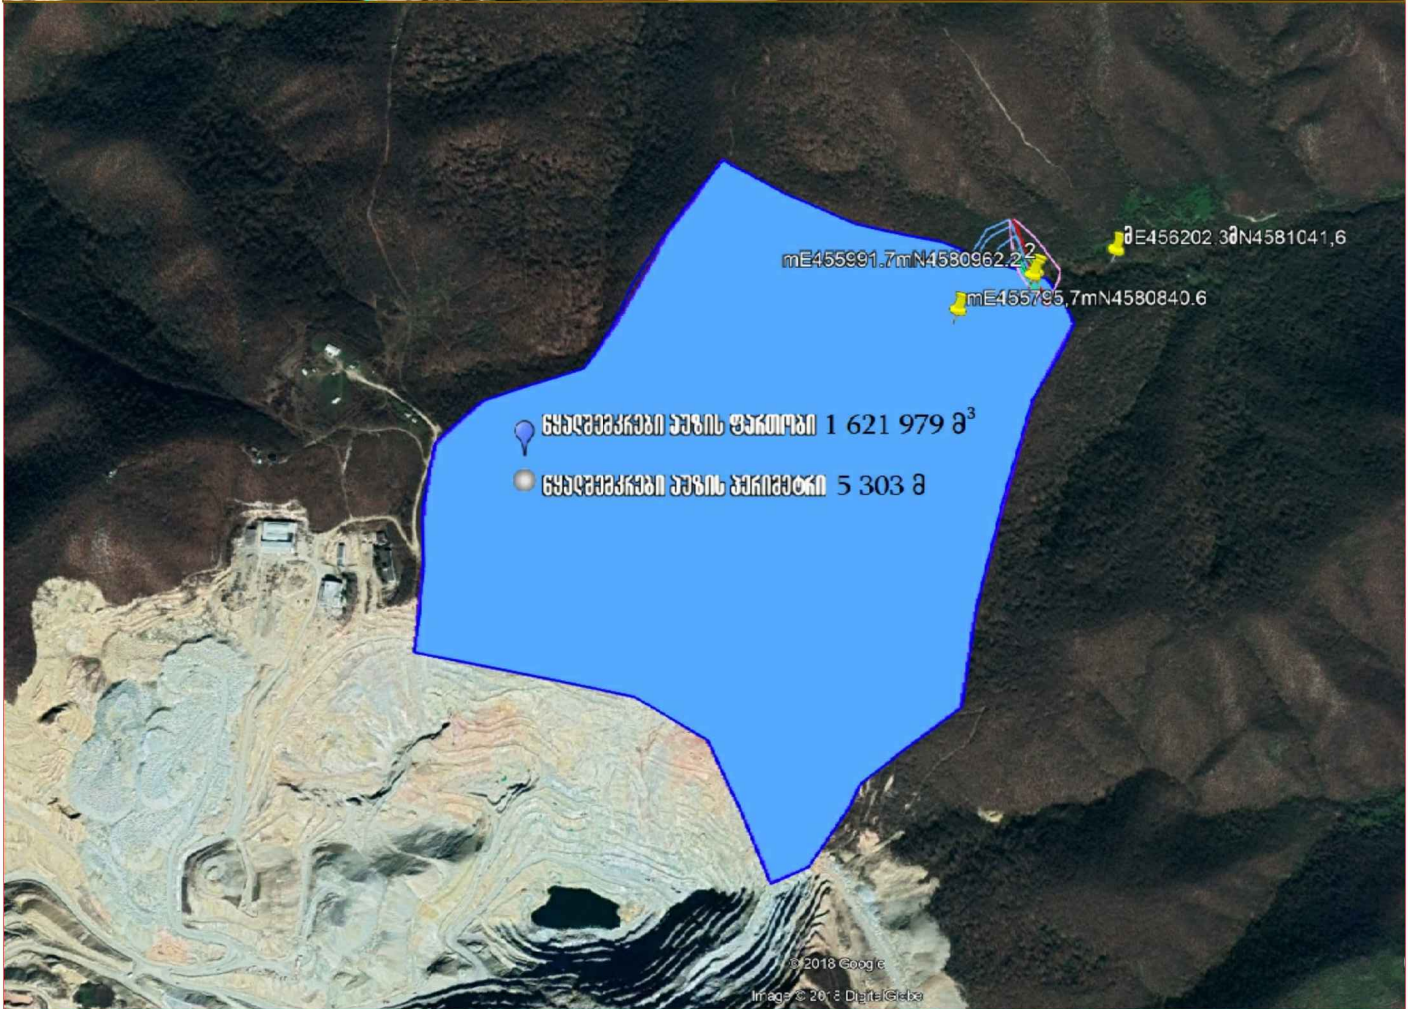 მE456202.3მN4581041,6
2
mE455991.7mN4580962.2
mE455795,7mN4580840.6
წყალშემკრები აუზის ფართობი 1 621 979 მ³
წყალშემკრები აუზის პერიმეტრი 5 303 მ
© 2018 Google
Image © 2018 DigitalGlobe